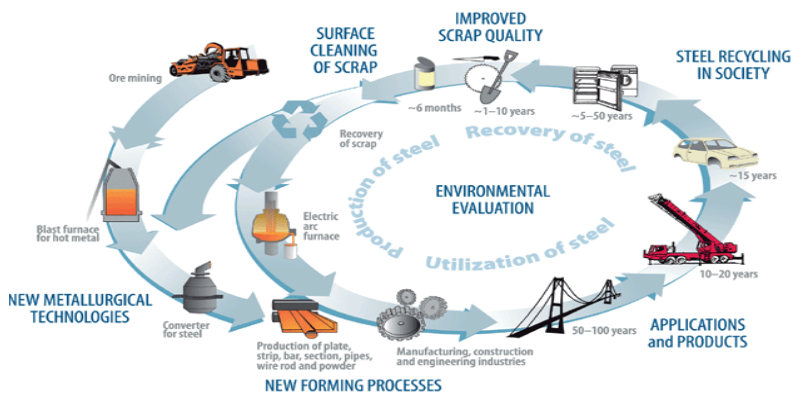 IMPROVED
SCRAP QUALITY
SURFACE
CLEANING
OF SCRAP
STEEL RECYCLING
IN SOCIETY
Ore mining
~6 months
~1–10 years
~5–50 years
Recovery
of scrap
Recovery of steel
Production of steel
~15 years
ENVIRONMENTAL
EVALUATION
Blast furnace
for hot metal
Electric
arc
furnace
Utilization of steel
10–20 years
NEW METALLURGICAL
TECHNOLOGIES
Converter
for steel
Production of plate,
strip, bar, section, pipes,
wire rod and powder
Manufacturing, construction
and engineering industries
50–100 years
APPLICATIONS
and PRODUCTS
NEW FORMING PROCESSES